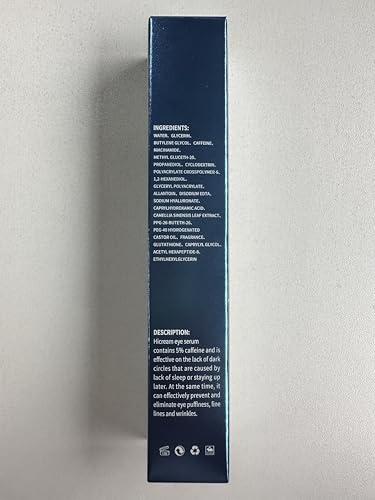 INGREDIENTS:
WATER, GLYCERIN,
BUTYLENE GLYCOL, CAFFEINE,
NIACINAMIDE,
METHYL GLUCETH-20,
PROPANEDIOL, CYCLODEXTRIN,
POLYACRYLATE CROSSPOLYMER-6,
1,2-HEXANEDIOL,
GLYCERYL POLYACRYLATE,
ALLANTOIN, DISODIUM EDTA,
SODIUM HYALURONATE,
CAPRYLHYDROXAMIC ACID,
CAMELLIA SINENSIS LEAF EXTRACT,
PPG-26-BUTETH-26,
PEG-40 HYDROGENATED
CASTOR OIL, FRAGRANCE,
GLUTATHIONE, CAPRYLYL GLYCOL,
ACETYL HEXAPEPTIDE-8,
ETHYLHEXYLGLYCERIN
DESCRIPTION:
Hicream eye serum
contains 5% caffeine and is
effective on the lack of dark
circles that are caused by
lack of sleep or staying up
later. At the same time, it
can effectively prevent and
eliminate eye puffiness, fine
lines and wrinkles.